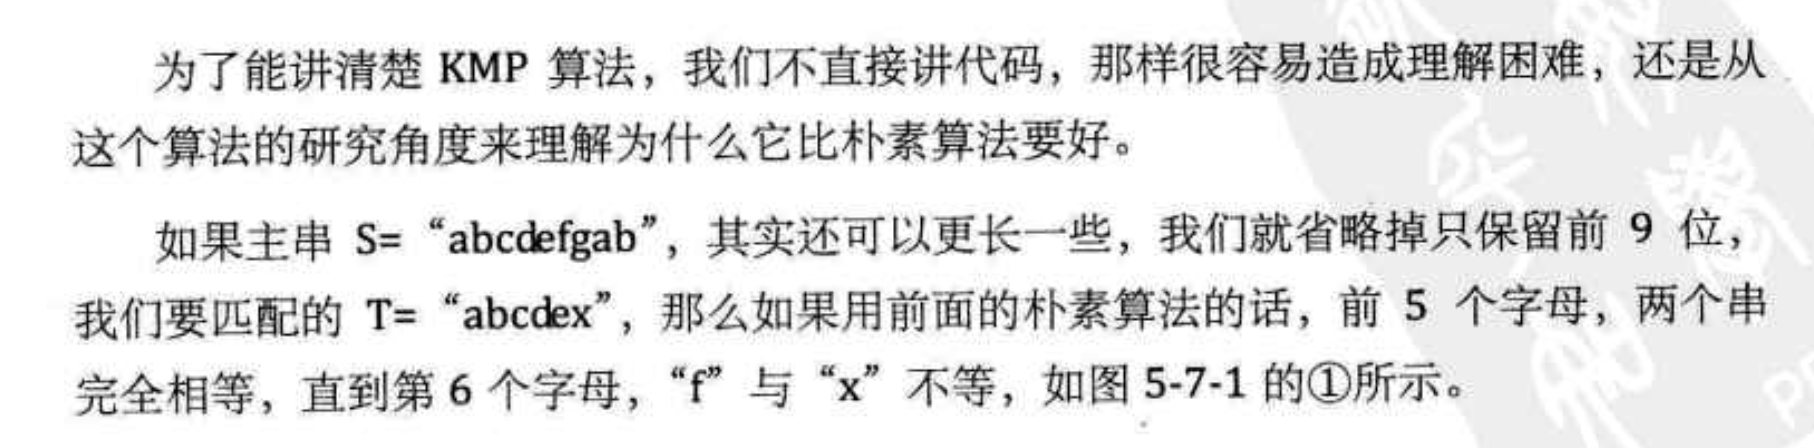 为了能讲清楚 KMP 算法，我们不直接讲代码，那样很容易造成理解困难，还是从
这个算法的研究角度来理解为什么它比朴素算法要好。
如果主串 S= “abcdefgab”，其实还可以更长一些，我们就省略掉只保留前 9 位，
我们要匹配的 T= “abcdex”，那么如果用前面的朴素算法的话，前 5 个字母，两个串
完全相等，直到第 6 个字母，“f” 与 “x” 不等，如图 5-7-1 的①所示。